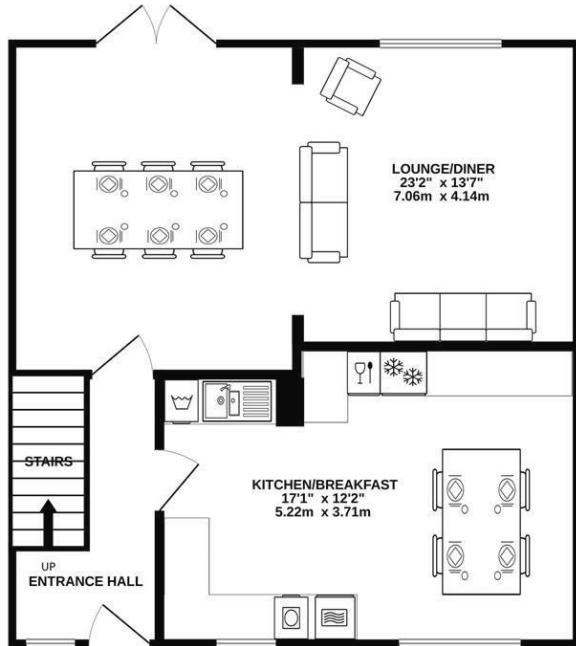 LOUNGE/DINER
23'2" x 13'7"
7.06m x 4.14m
STAIRS
KITCHEN/BREAKFAST
17'1" x 12'2"
5.22m x 3.71m
UP
ENTRANCE HALL